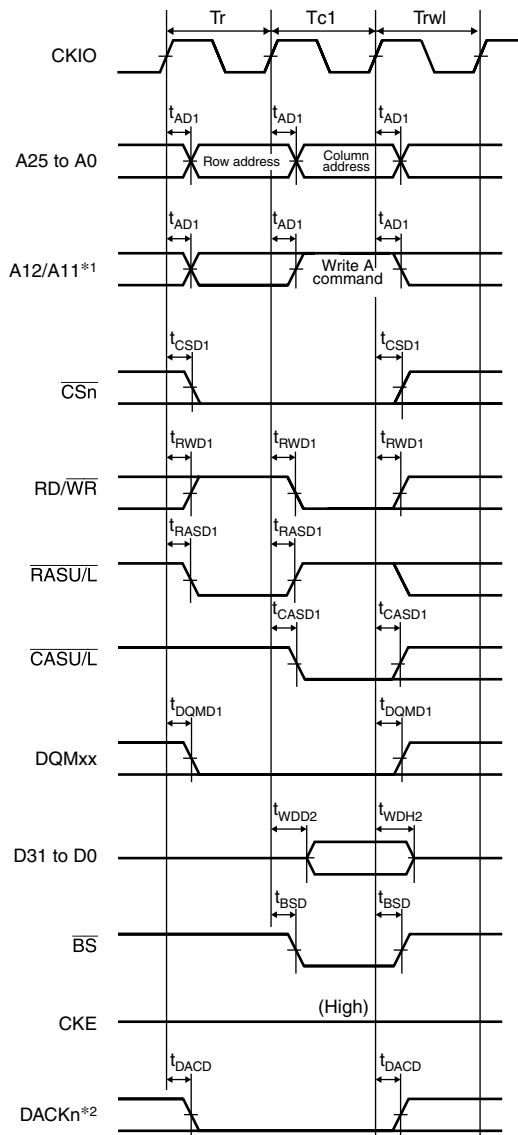 Tr Tc1 Trwl
CKIO
tAD1 tAD1 tAD1
A25 to A0 Row address Column address
tAD1 tAD1 tAD1
A12/A11*1 Write A command
tCSD1 tCSD1
CSn
tRWD1 tRWD1 tRWD1
RD/WR
tRASD1 tRASD1
RASU/L
tCASD1 tCASD1
CASU/L
tDQMD1 tDQMD1
DQMxx
tWDD2 tWDH2
D31 to D0
tBSD tBSD
BS
(High)
CKE
tDACD tDACD
DACKn*2